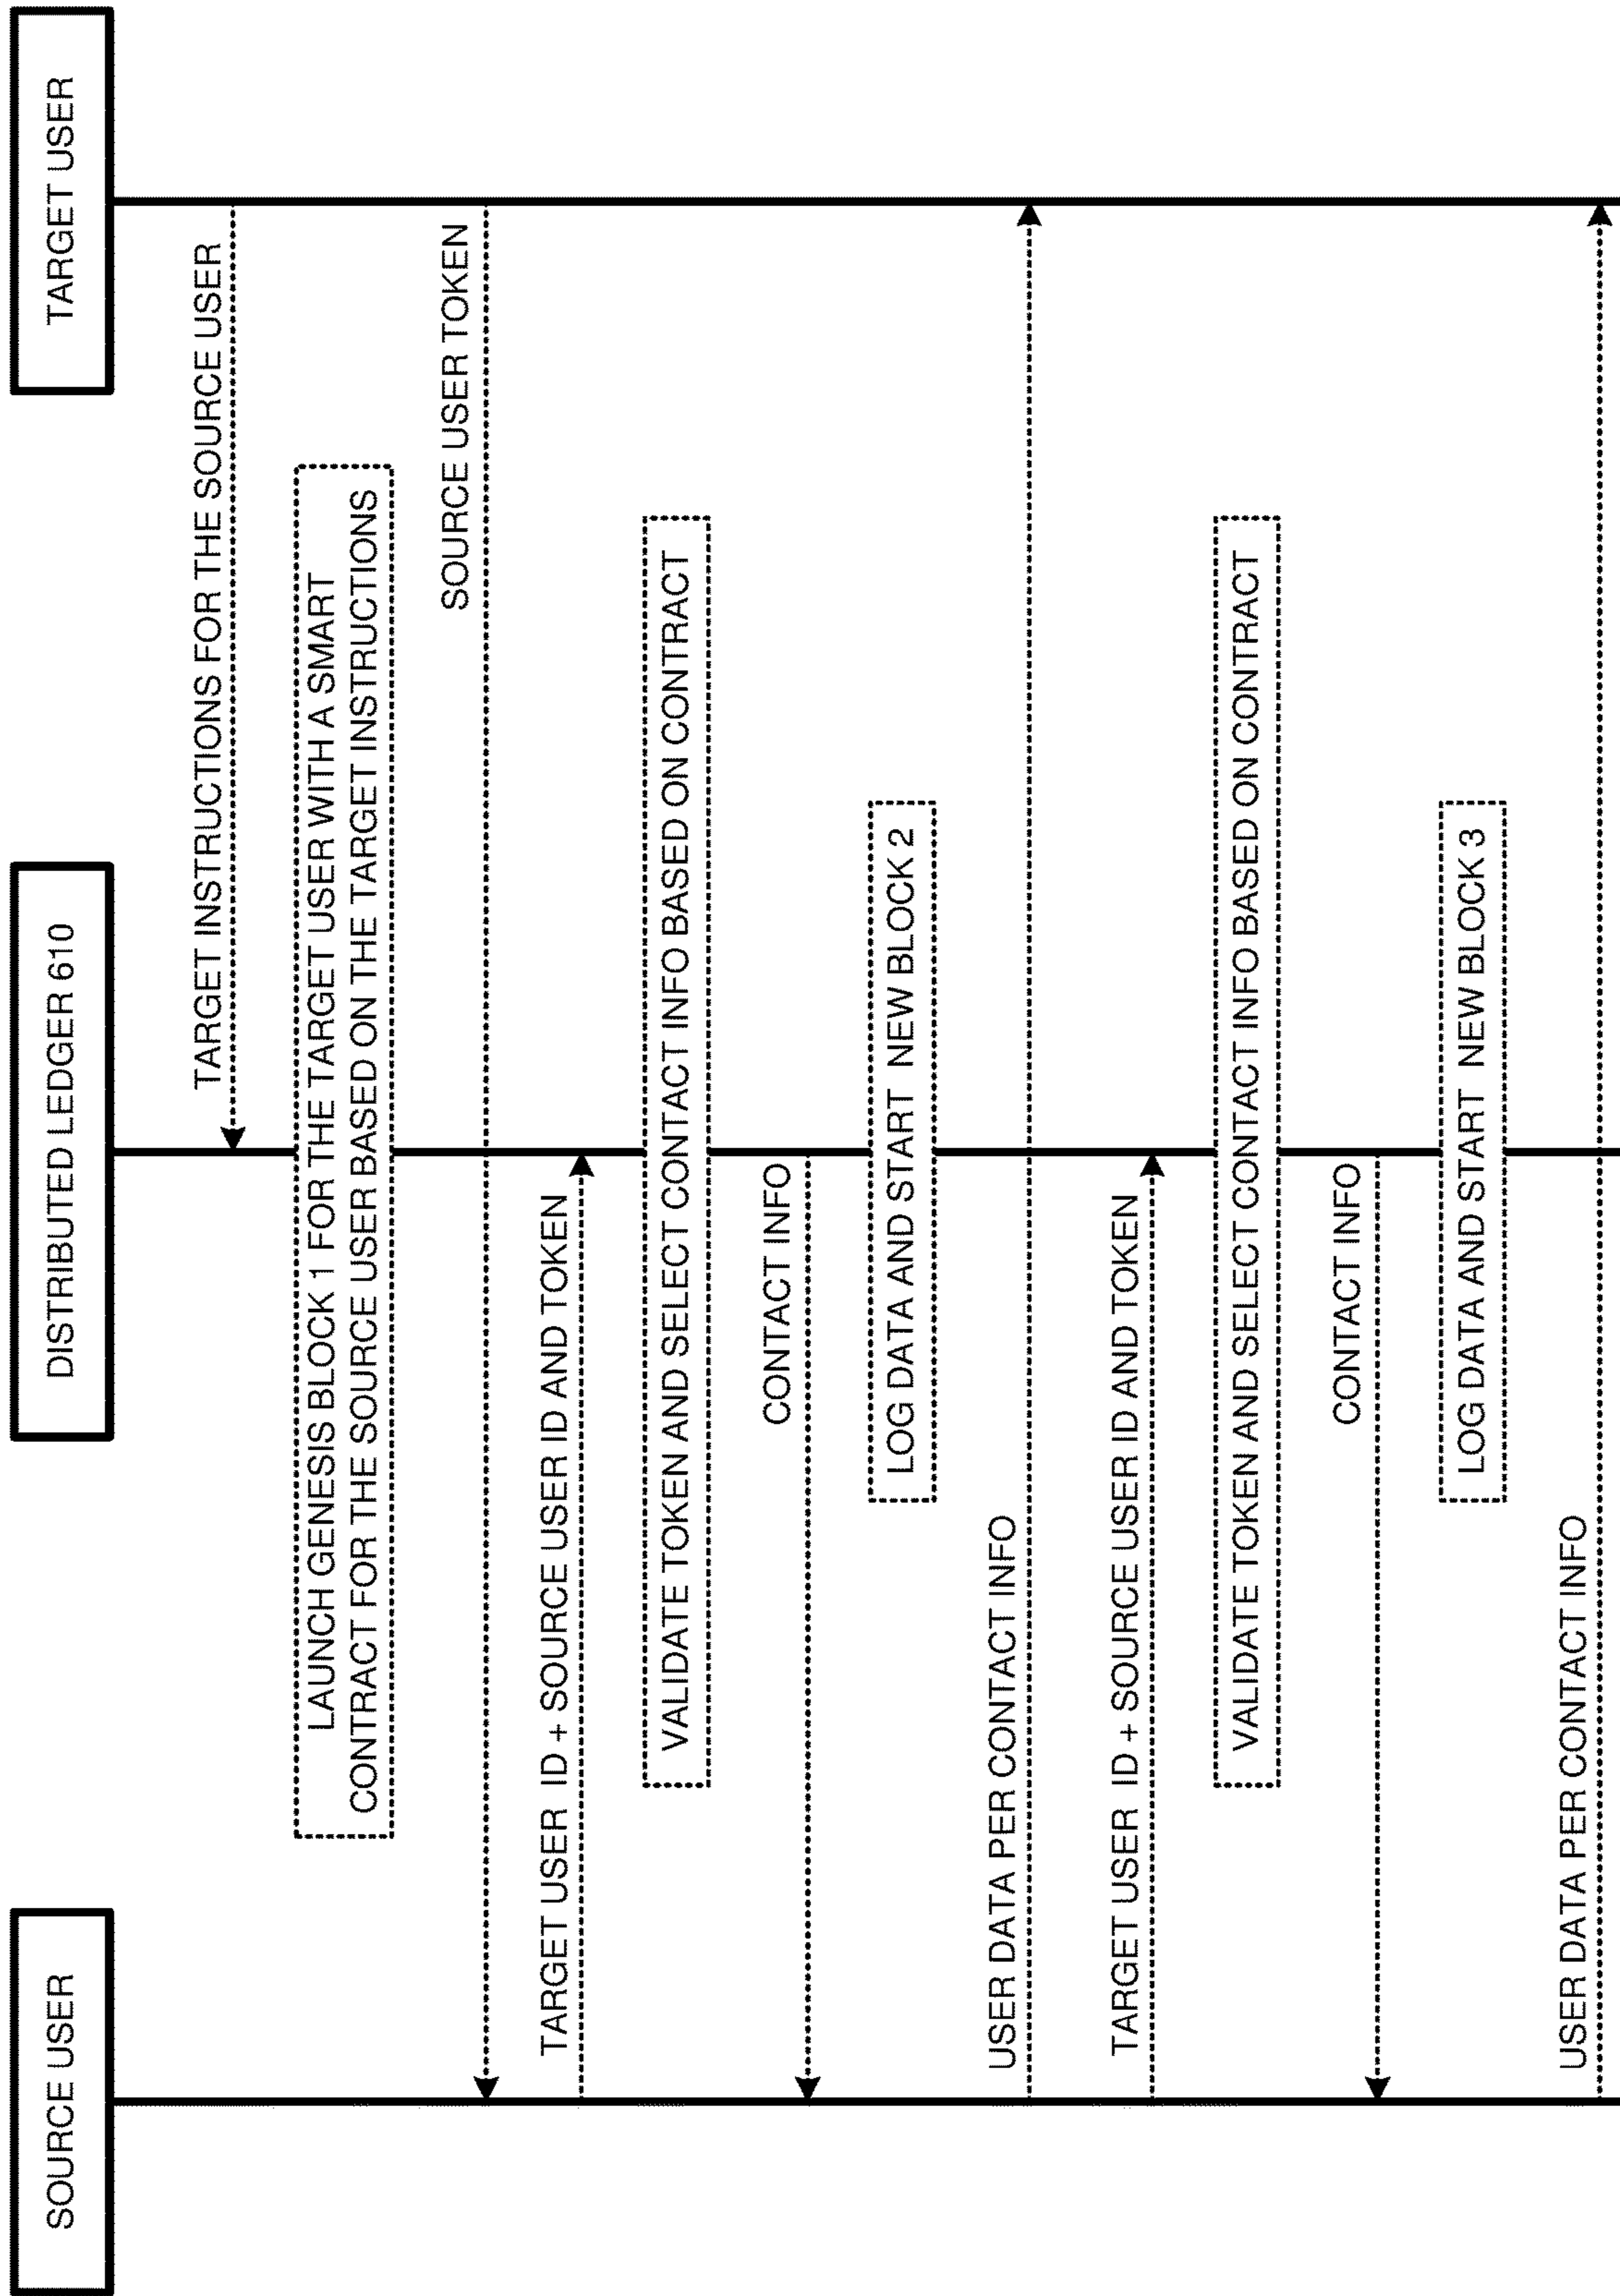 SOURCE USER
DISTRIBUTED LEDGER 610
TARGET USER
TARGET INSTRUCTIONS FOR THE SOURCE USER
LAUNCH GENESIS BLOCK 1 FOR THE TARGET USER WITH A SMART
CONTRACT FOR THE SOURCE USER BASED ON THE TARGET INSTRUCTIONS
SOURCE USER TOKEN
TARGET USER ID + SOURCE USER ID AND TOKEN
VALIDATE TOKEN AND SELECT CONTACT INFO BASED ON CONTRACT
CONTACT INFO
LOG DATA AND START NEW BLOCK 2
USER DATA PER CONTACT INFO
TARGET USER ID + SOURCE USER ID AND TOKEN
VALIDATE TOKEN AND SELECT CONTACT INFO BASED ON CONTRACT
CONTACT INFO
LOG DATA AND START NEW BLOCK 3
USER DATA PER CONTACT INFO